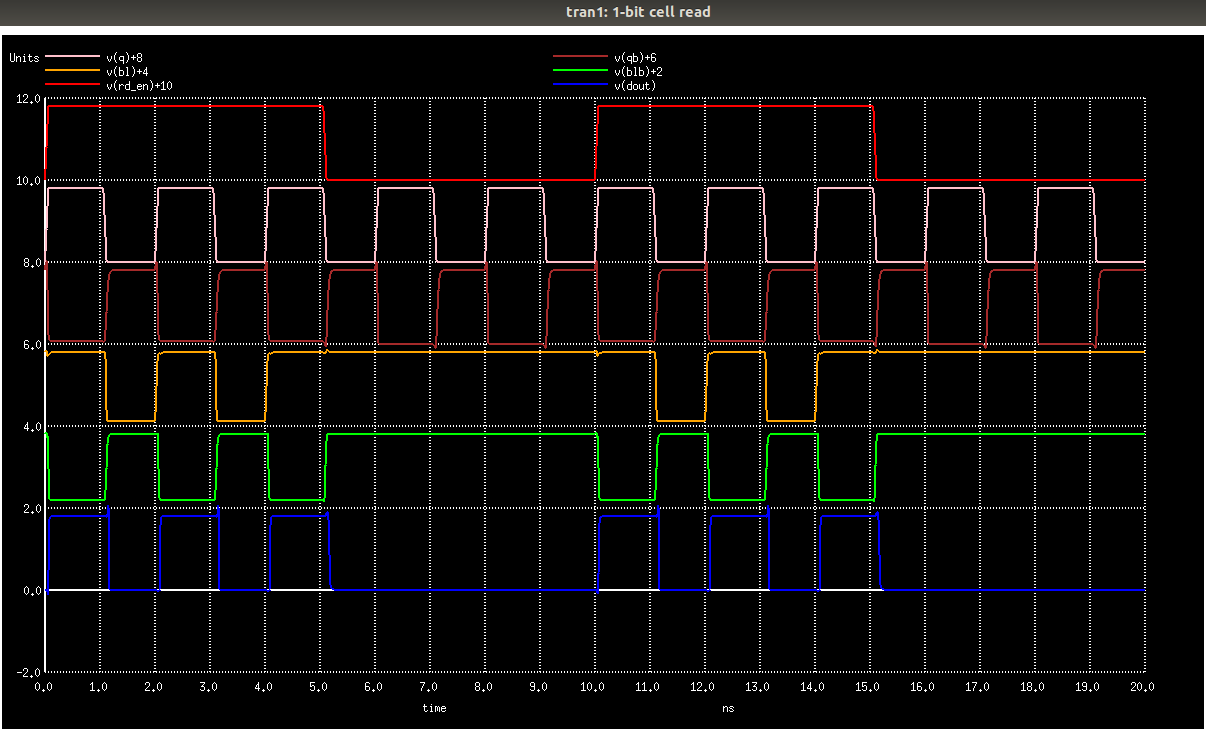 tran1: 1-bit cell read
Units v(q)+8 v(qb)+6
v(bl)+4 v(blb)+2
v(rd_en)+10 v(dout)
12.0
10.0
8.0
6.0
4.0
2.0
0.0
-2.0
0.0 1.0 2.0 3.0 4.0 5.0 6.0 7.0 8.0 9.0 10.0 11.0 12.0 13.0 14.0 15.0 16.0 17.0 18.0 19.0 20.0
time ns